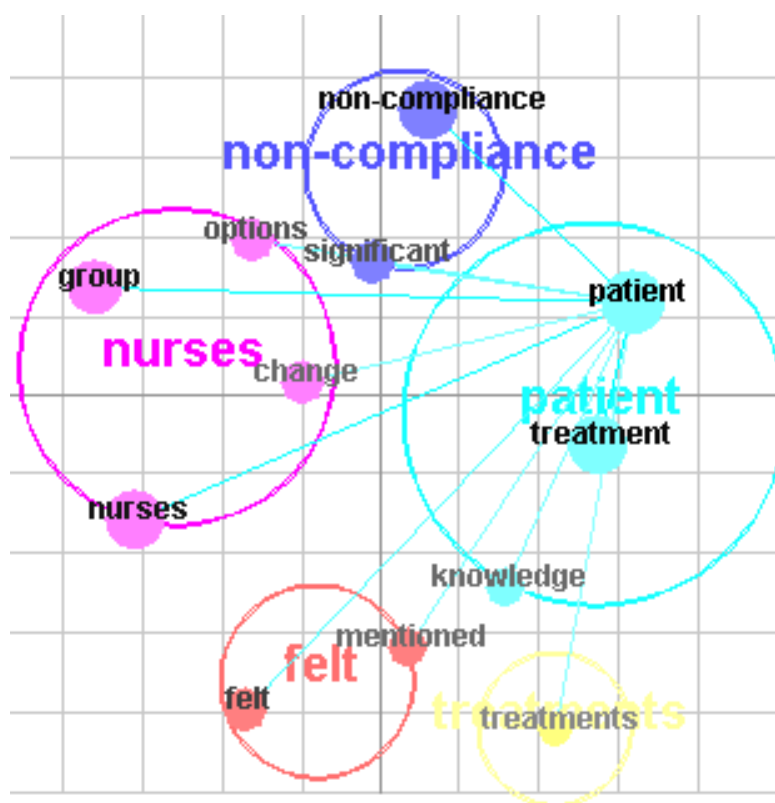 non-compliance
non-compliance
options
significant
group
patient
nurses
change
patient
treatment
nurses
knowledge
mentioned
felt
felt
treatments
treatments